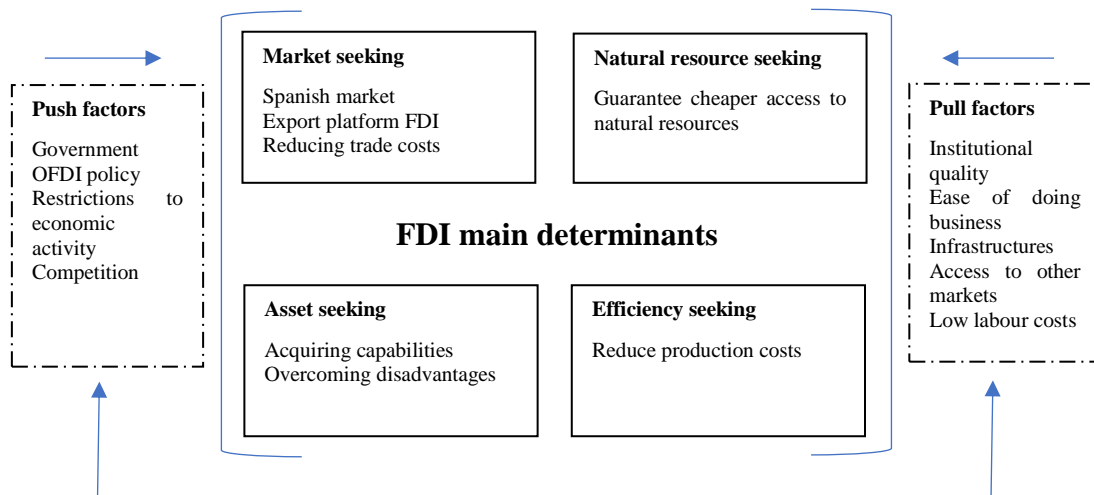 Push factors
Government
OFDI policy
Restrictions to
economic
activity
Competition
Market seeking
Spanish market
Export platform FDI
Reducing trade costs
Natural resource seeking
Guarantee cheaper access to
natural resources
FDI main determinants
Asset seeking
Acquiring capabilities
Overcoming disadvantages
Efficiency seeking
Reduce production costs
Pull factors
Institutional
quality
Ease of doing
business
Infrastructures
Access to other
markets
Low labour costs